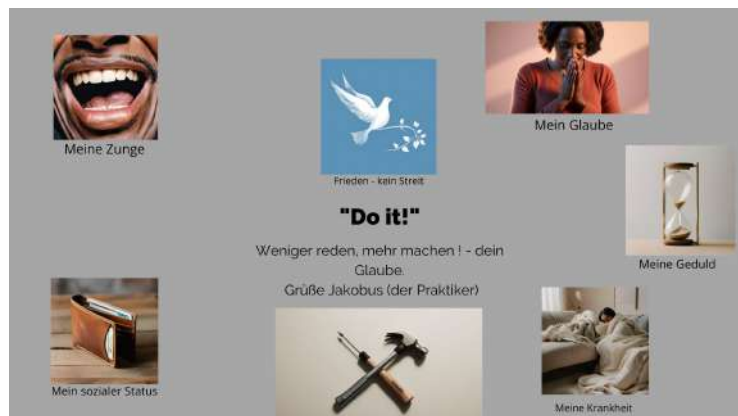 Meine Zunge
Frieden - kein Streit
Mein Glaube
"Do it!"
Weniger reden, mehr machen ! - dein
Glaube.
Grüße Jakobus (der Praktiker)
Meine Geduld
Mein sozialer Status
Meine Krankheit